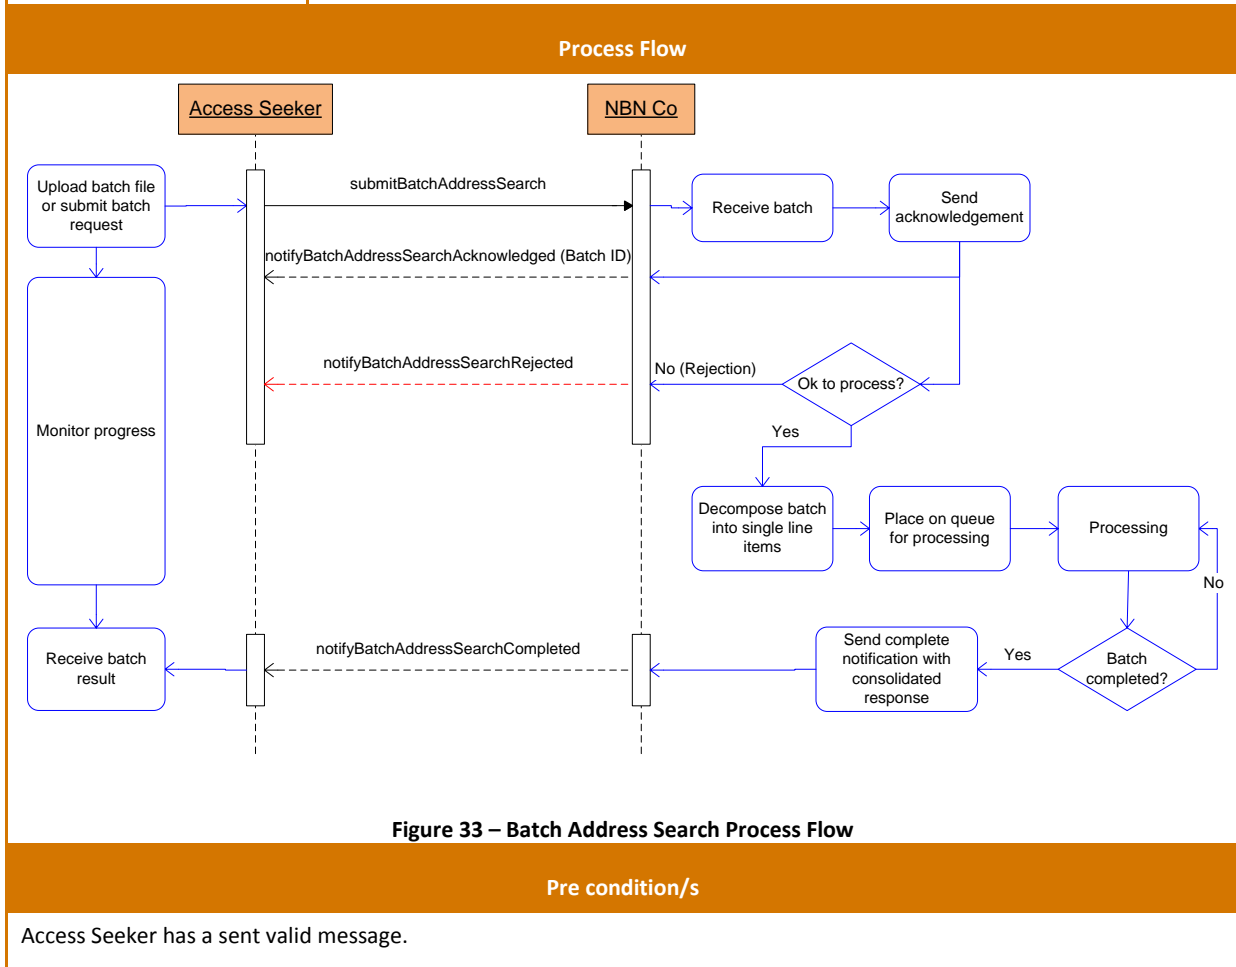 Process Flow
Access Seeker
NBN Co
Upload batch file
or submit batch
request
submitBatchAddressSearch
Receive batch
Send
acknowledgement
notifyBatchAddressSearchAcknowledged (Batch ID)
notifyBatchAddressSearchRejected
No (Rejection)
Ok to process?
Monitor progress
Yes
Decompose batch
into single line
items
Place on queue
for processing
Processing
No
Receive batch
result
notifyBatchAddressSearchCompleted
Send complete
notification with
consolidated
response
Yes
Batch
completed?
Figure 33 – Batch Address Search Process Flow
Pre condition/s
Access Seeker has a sent valid message.